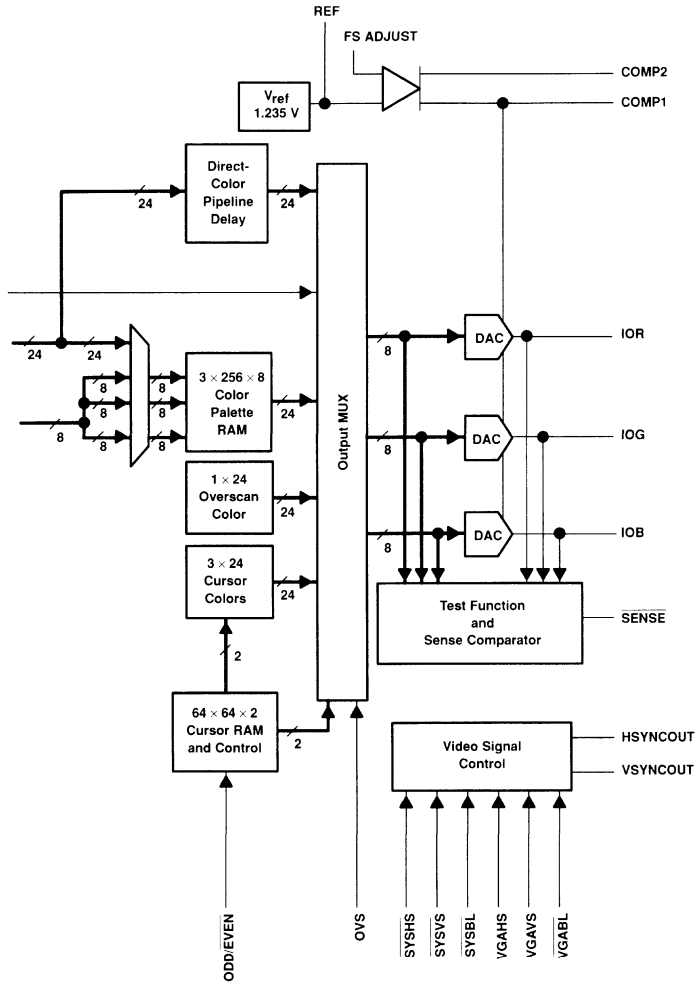 REF
FS ADJUST
COMP2
Vref
1.235 V
COMP1
Direct-
Color
Pipeline
Delay
24
24
24
24
8
8
8
8
8
8
8
3 × 256 × 8
Color
Palette
RAM
24
Output MUX
8
DAC
IOR
8
DAC
IOG
8
DAC
IOB
1 × 24
Overscan
Color
24
3 × 24
Cursor
Colors
24
2
Test Function
and
Sense Comparator
SENSE
64 × 64 × 2
Cursor RAM
and Control
2
Video Signal
Control
HSYNCOUT
VSYNCOUT
ODD/EVEN
OVS
SYSHS
SYSVS
SYSBL
VGAHS
VGAVS
VGABL